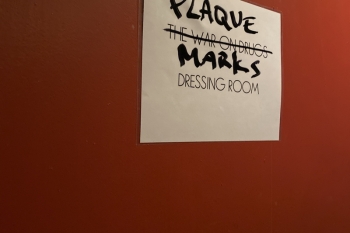 PLAQUE
THE WAR ON DRUGS
MARKS
DRESSING ROOM